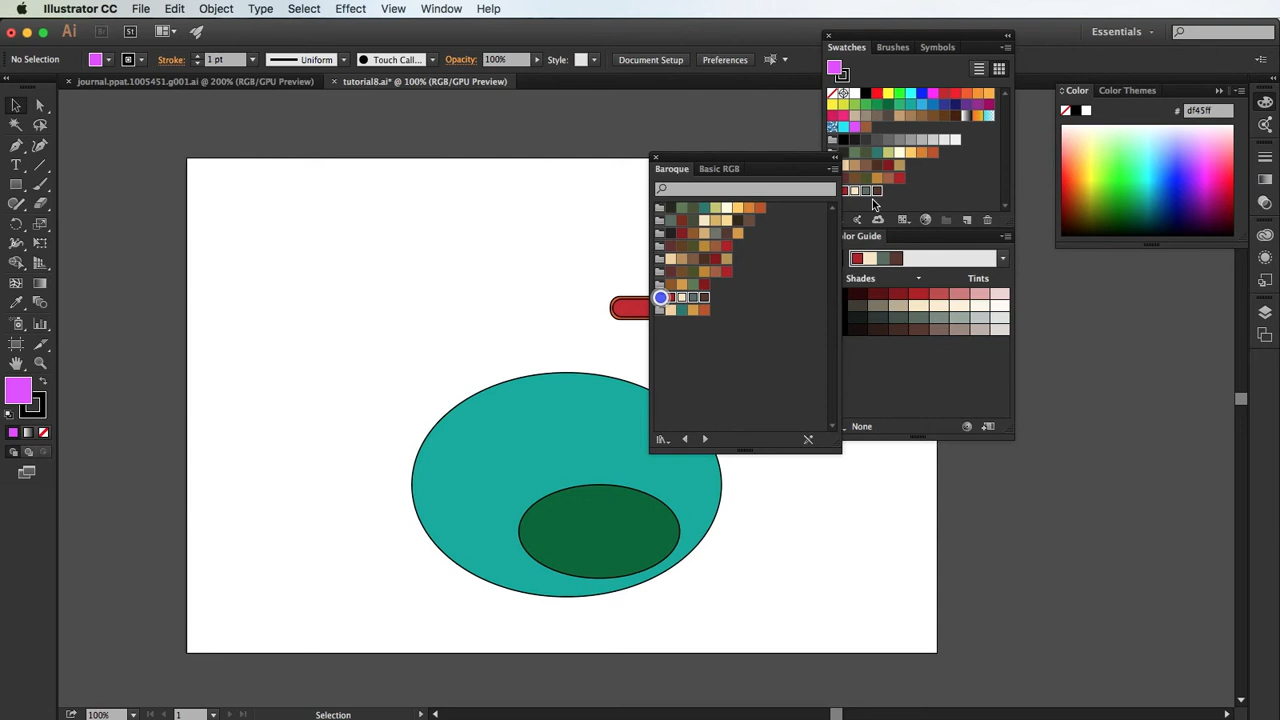 Illustrator CC File Edit Object Type Select Effect View Window Help
Ai Br St Essentials
No Selection Stroke: 1 pt Uniform Touch Call... Opacity: 100% Style: Document Setup Preferences
journal.ppat.1005451.g001.ai @ 200% (RGB/GPU Preview) tutorial8.ai* @ 100% (RGB/GPU Preview)
Swatches Brushes Symbols
Color Color Themes
# df45ff
Baroque Basic RGB
Shades Tints
None
100% 1 Selection